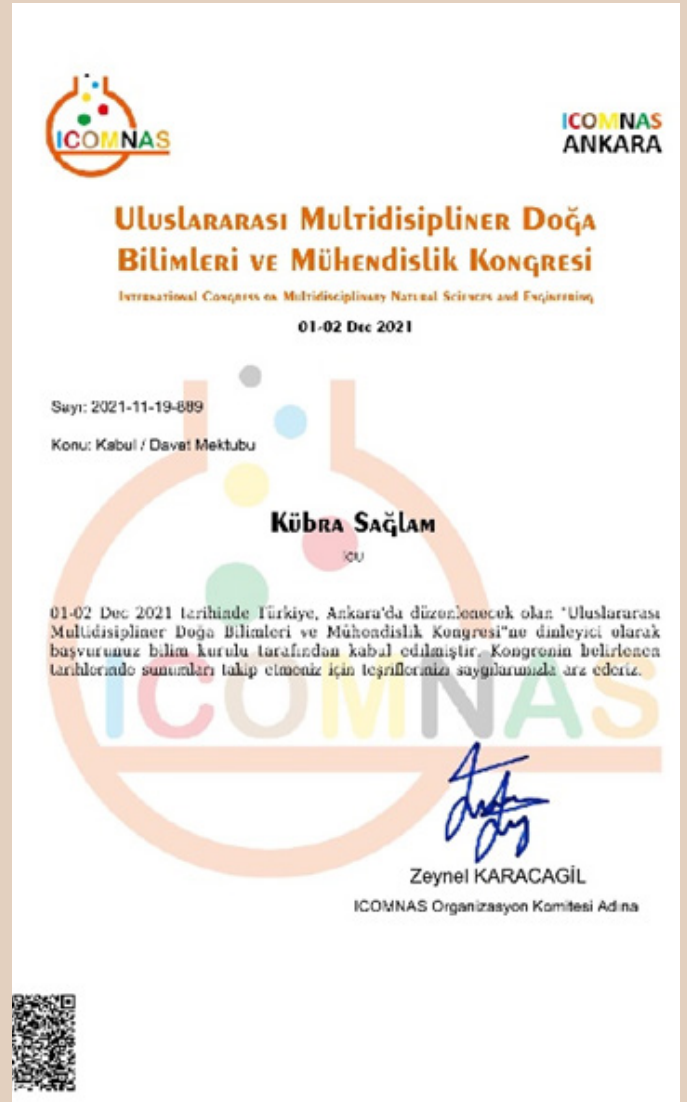 ICOMNAS
ICOMNAS
ANKARA
Uluslararası Multidisipliner Doğa
Bilimleri ve Mühendislik Kongresi
International Congress on Multidisciplinary Natural Sciences and Engineering
01-02 Dec 2021
Sayı: 2021-11-19-889
Konu: Kabul / Davet Mektubu
Kübra Sağlam
01-02 Dec 2021 tarihinde Türkiye, Ankara'da düzenlenecek olan "Uluslararası
Multidisipliner Doğa Bilimleri ve Mühendislik Kongresi"ne dinleyici olarak
başvurunuz bilim kurulu tarafından kabul edilmiştir. Kongrenin belirlenen
tarihlerinde sunumları takip etmeniz için teşriflerinizi saygılarımızla arz ederiz.
ICOMNAS
Zeynel KARACAGİL
ICOMNAS Organizasyon Komitesi Adına